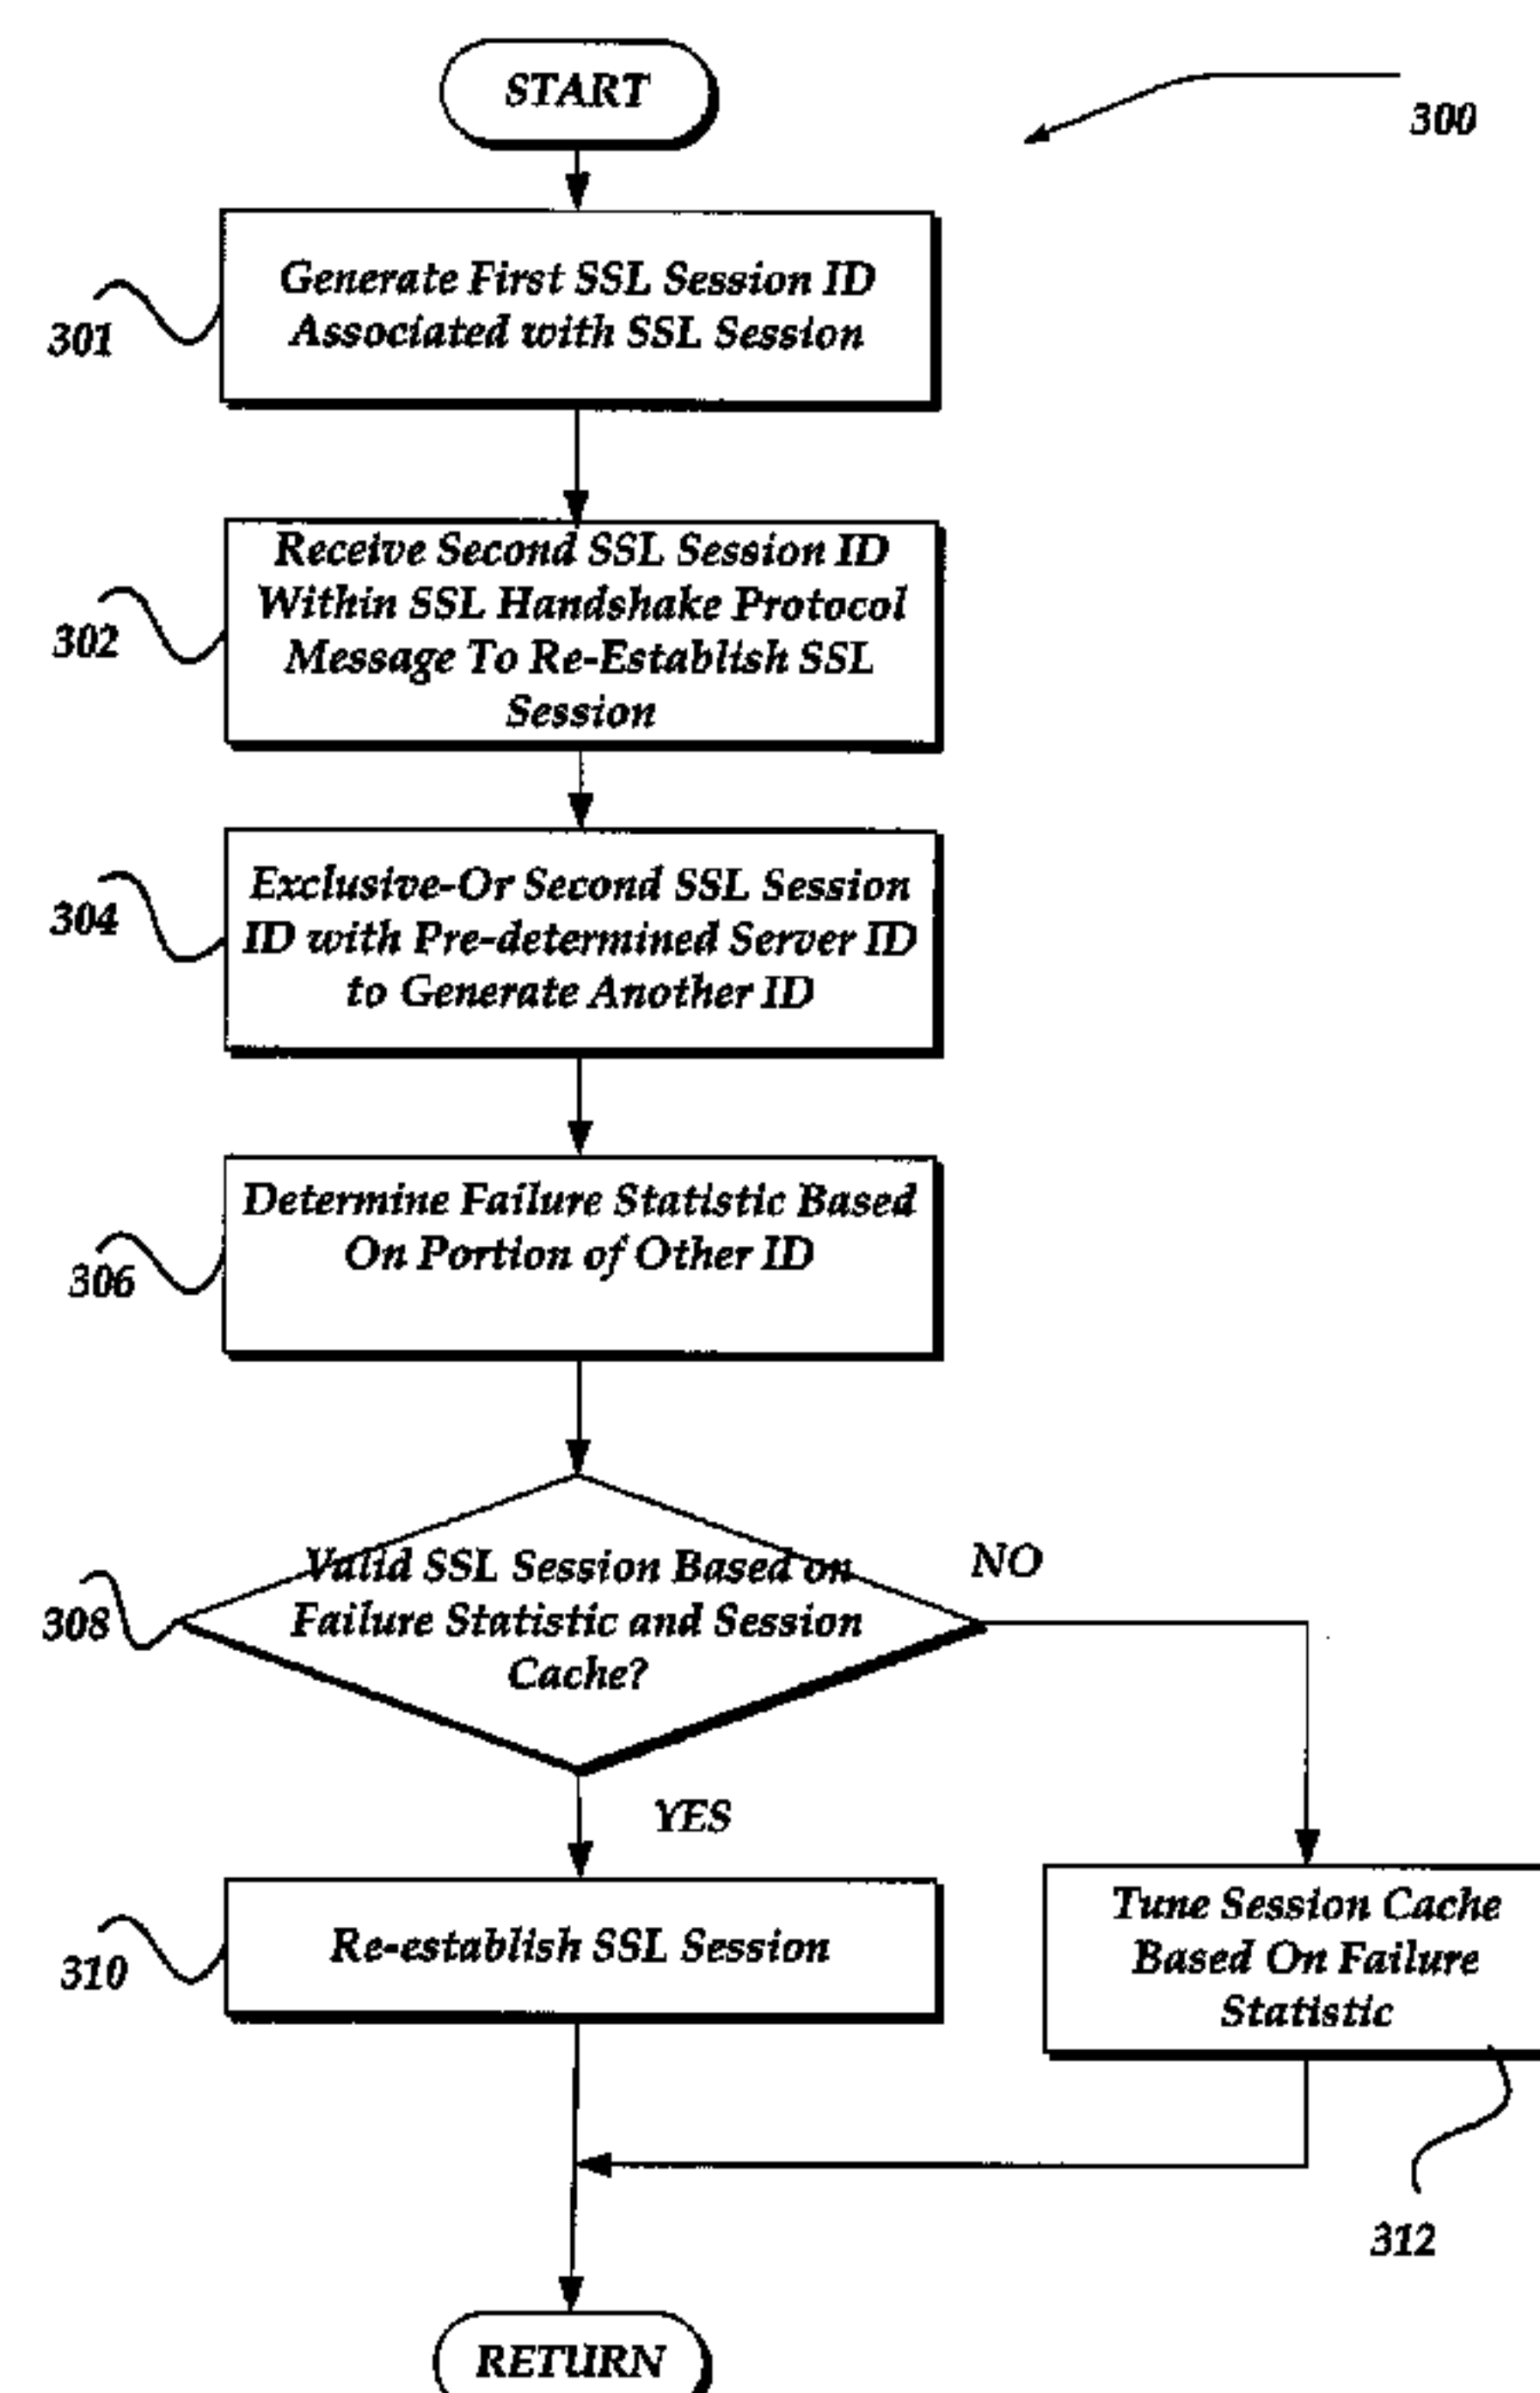 START
300
Generate First SSL Session ID
Associated with SSL Session
301
Receive Second SSL Session ID
Within SSL Handshake Protocol
Message To Re-Establish SSL
Session
302
Exclusive-Or Second SSL Session
ID with Pre-determined Server ID
to Generate Another ID
304
Determine Failure Statistic Based
On Portion of Other ID
306
Valid SSL Session Based on
Failure Statistic and Session
Cache?
NO
308
YES
Re-establish SSL Session
310
Tune Session Cache
Based On Failure
Statistic
312
RETURN